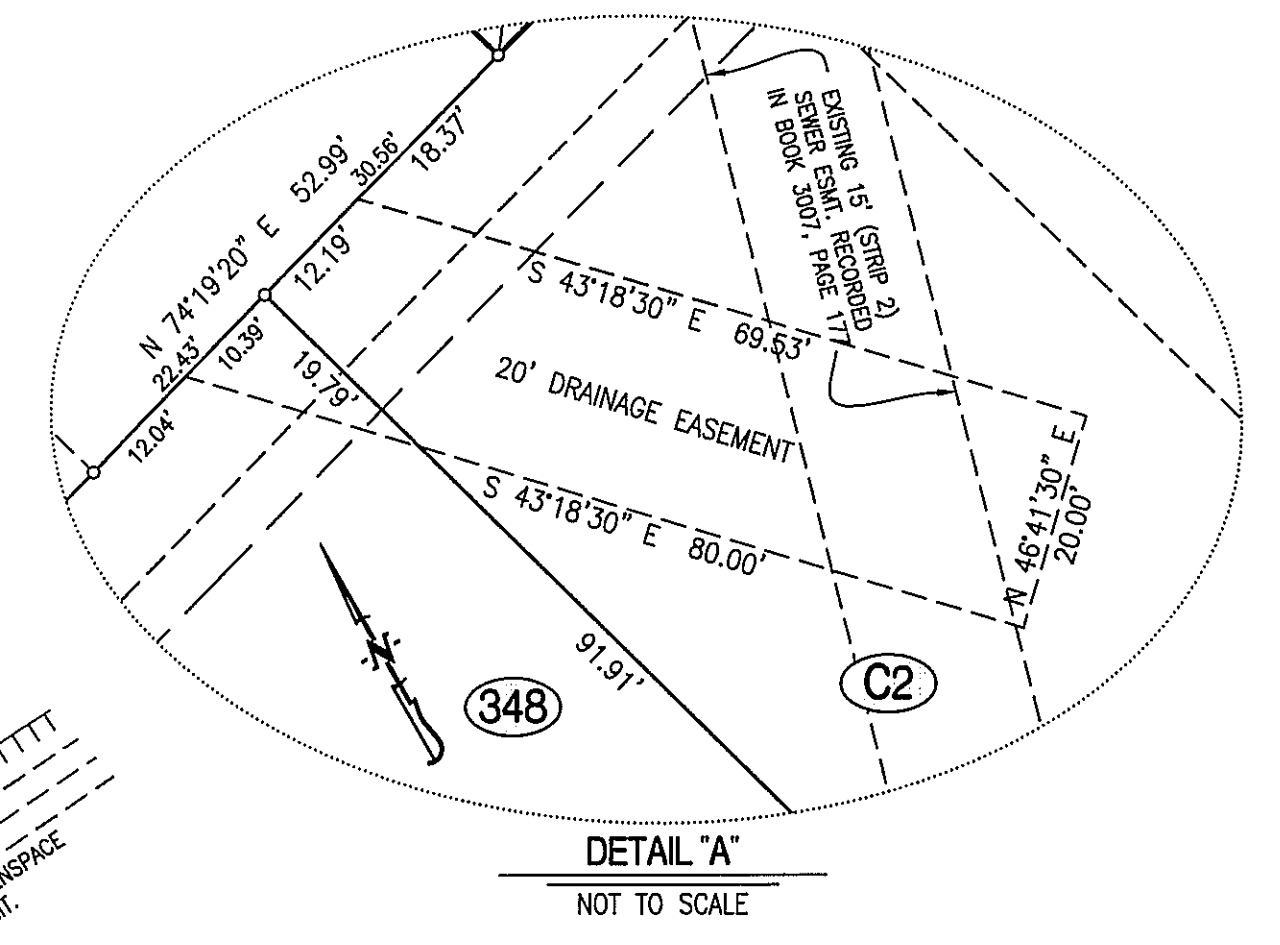 N 74°19'20" E 52.99'
30.56'
18.37'
12.19'
22.43'
10.39'
12.04'
19.79'
EXISTING 15' (STRIP 2)
SEWER ESMT. RECORDED
IN BOOK 3007, PAGE 177
S 43°18'30" E 69.53'
20' DRAINAGE EASEMENT
S 43°18'30" E 80.00'
N 46°41'30" E
20.00'
91.91'
N
348
C2
DETAIL "A"
NOT TO SCALE